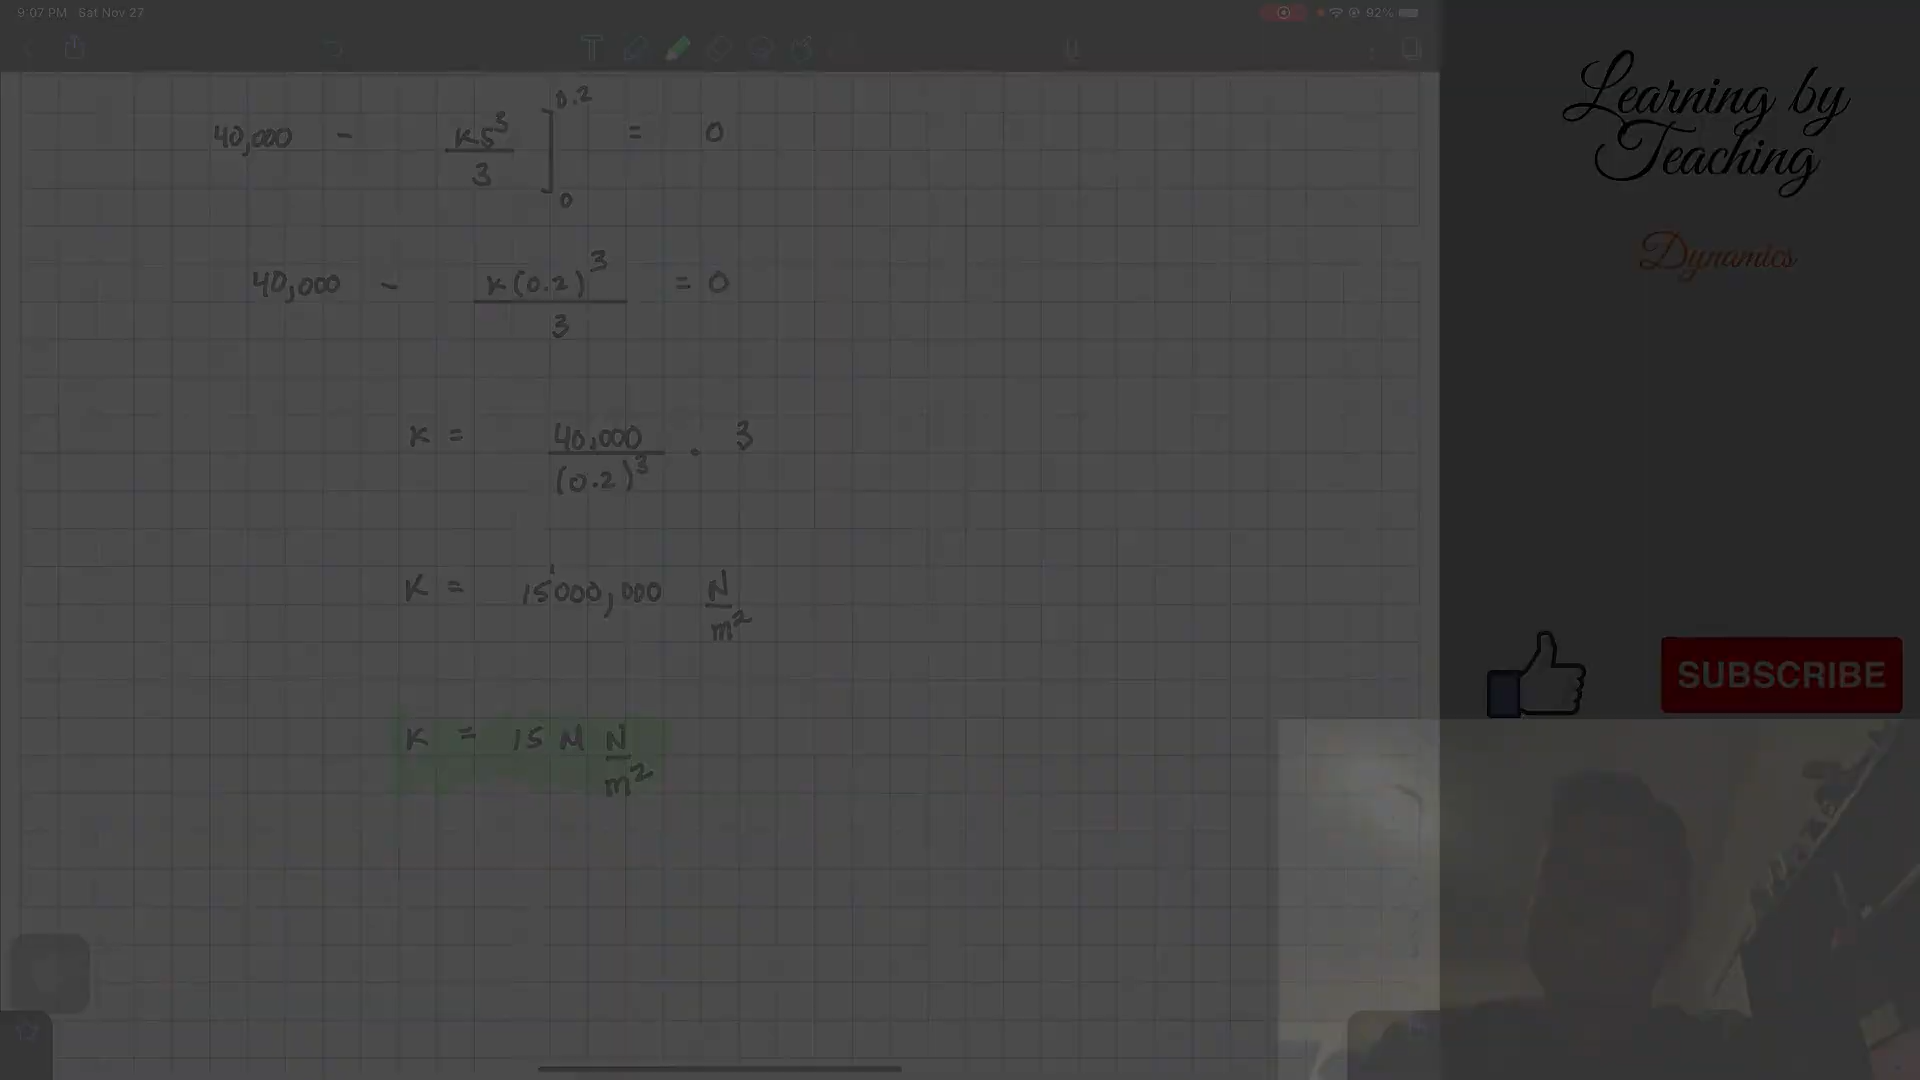 9:07 PM Sat Nov 27
92%
40,000 - KS³/3 ]₀^0.2 = 0
40,000 - K(0.2)³/3 = 0
K = 40,000/(0.2)³ · 3
K = 15'000,000 N/m²
K = 15 M N/m²
Learning by
Teaching
Dynamics
SUBSCRIBE